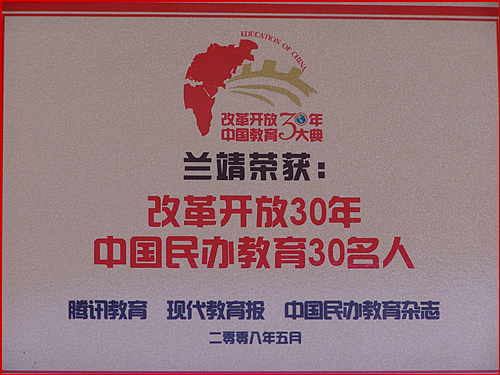 EDUCATION OF CHINA
改革开放30年
中国教育大典
兰靖荣获：
改革开放30年
中国民办教育30名人
腾讯教育 现代教育报 中国民办教育杂志
二零零八年五月